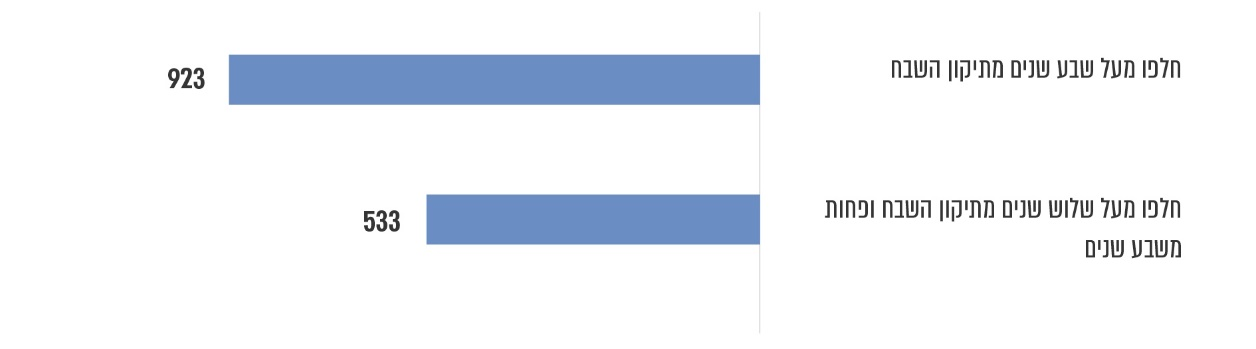 חלפו מעל שבע שנים מתיקון השבח
923
חלפו מעל שלוש שנים מתיקון השבח ופחות
משבע שנים
533